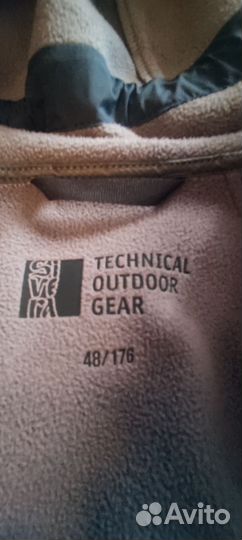 SIVERA
TECHNICAL
OUTDOOR
GEAR
48/176
Avito